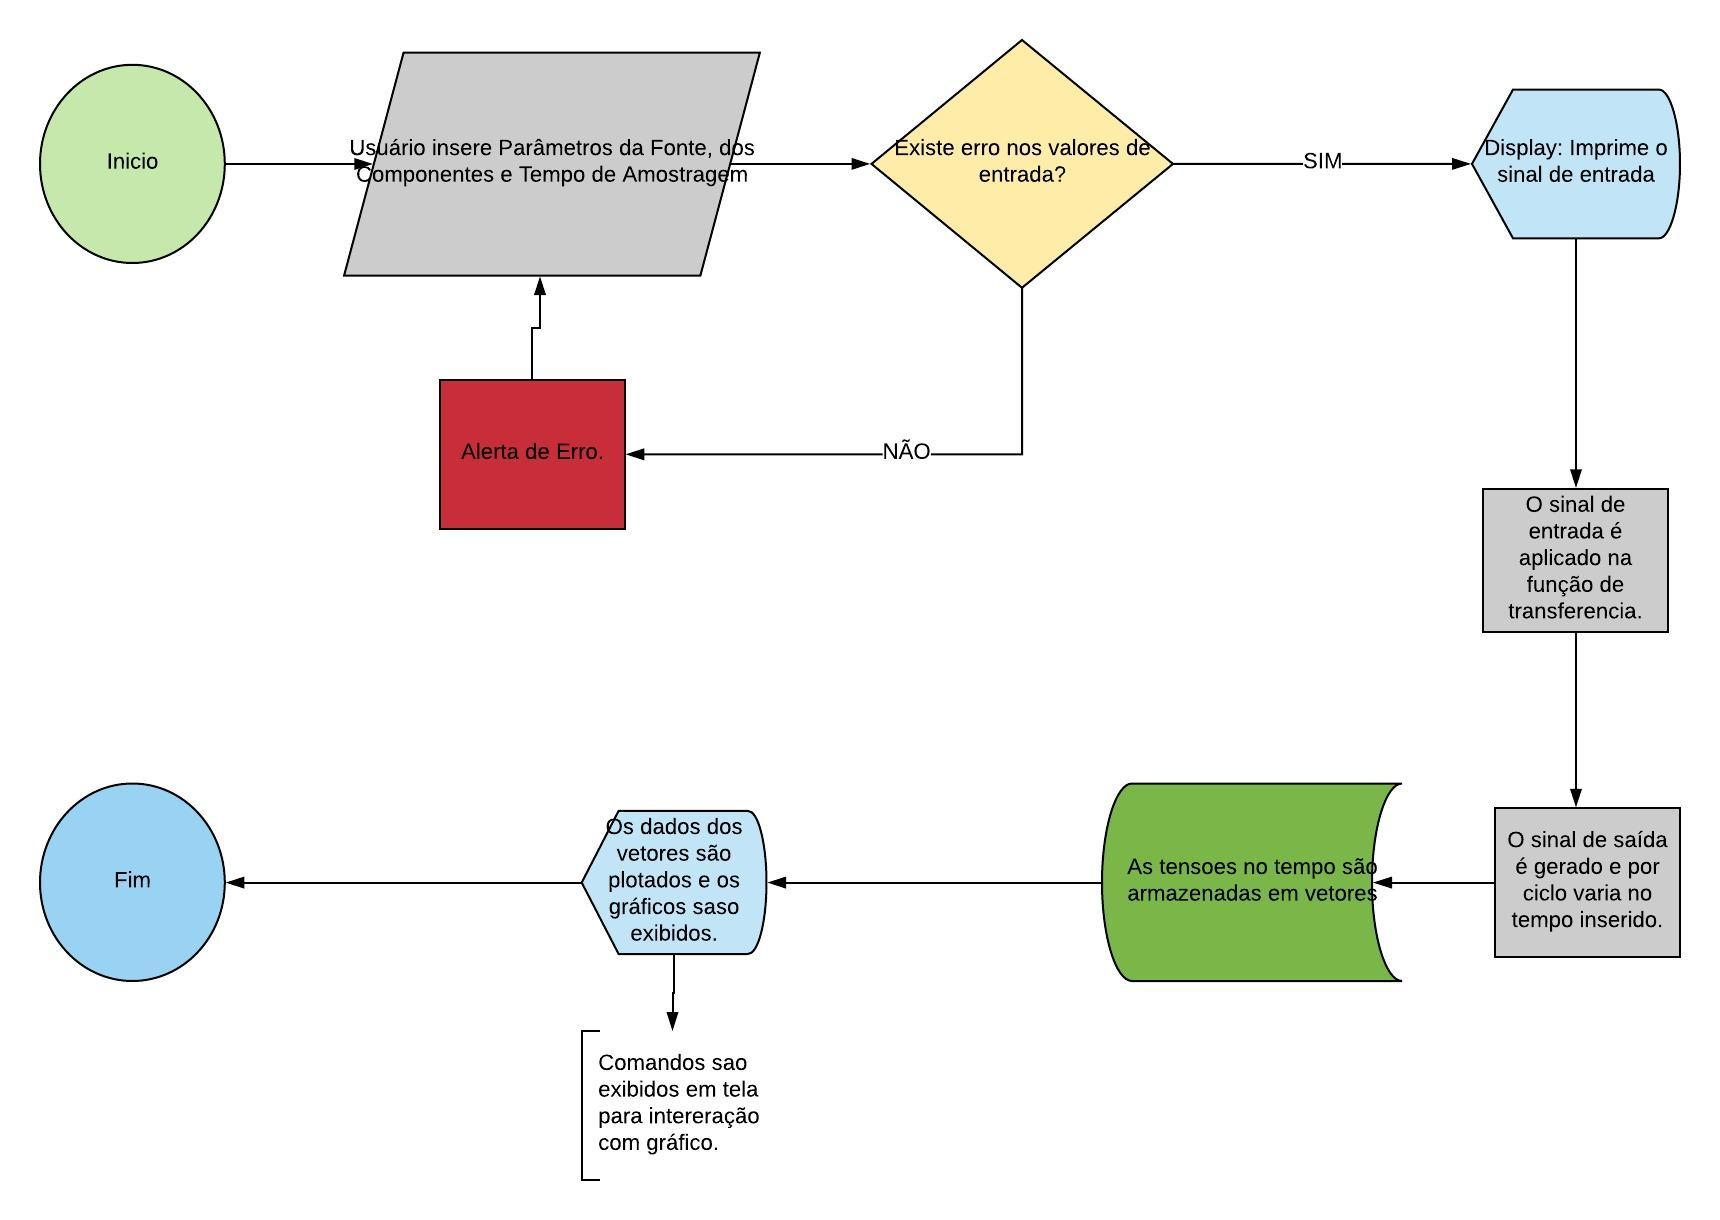 Inicio
Usuário insere Parâmetros da Fonte, dos
Componentes e Tempo de Amostragem
Existe erro nos valores de
entrada?
SIM
Display: Imprime o
sinal de entrada
NÃO
Alerta de Erro.
O sinal de
entrada é
aplicado na
função de
transferencia.
O sinal de saída
é gerado e por
ciclo varia no
tempo inserido.
As tensoes no tempo são
armazenadas em vetores
Os dados dos
vetores são
plotados e os
gráficos saso
exibidos.
Fim
Comandos sao
exibidos em tela
para intereração
com gráfico.